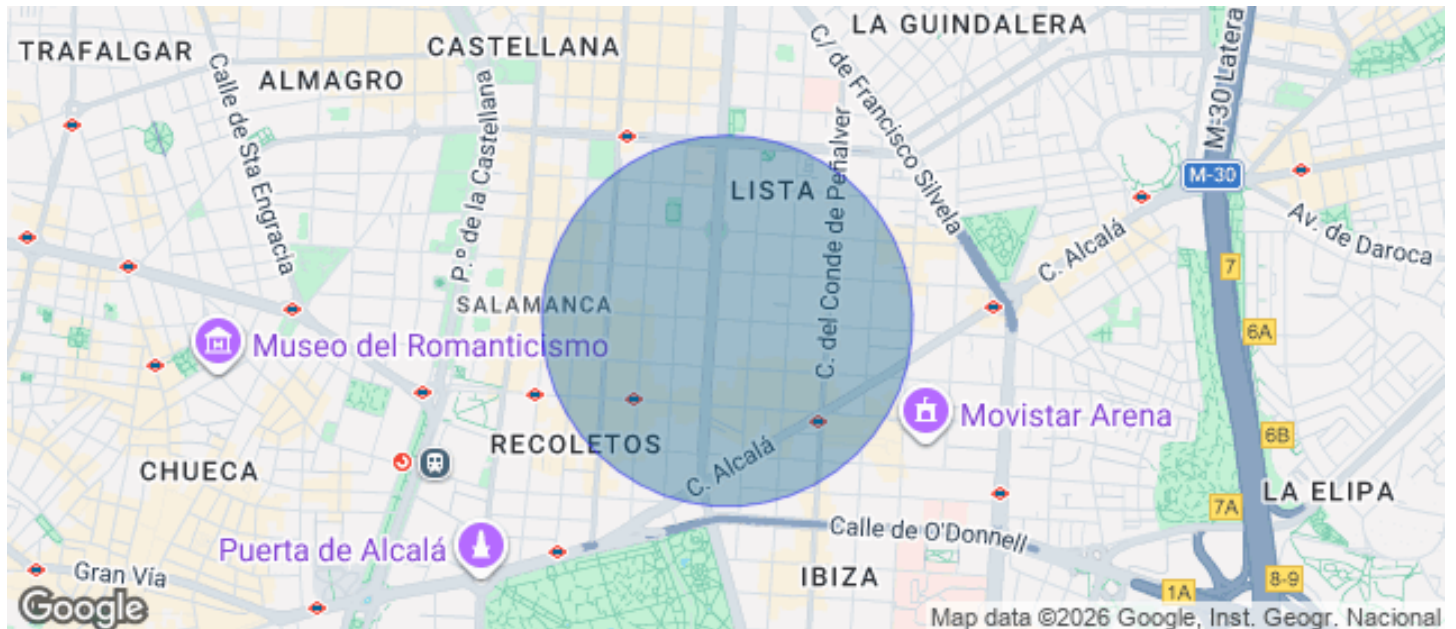 TRAFALGAR
CASTELLANA
ALMAGRO
LA GUINDALERA
Calle de Sta Engracia
P.º de la Castellana
C/ de Francisco Silvela
M-30 Latera
M-30
LISTA
C. del Conde de Peñalver
C. Alcalá
Av. de Daroca
7
SALAMANCA
6A
Museo del Romanticismo
Movistar Arena
RECOLETOS
6B
CHUECA
C. Alcalá
LA ELIPA
7A
Puerta de Alcalá
Calle de O'Donnell
Gran Vía
IBIZA
1A
8-9
Google
Map data ©2026 Google, Inst. Geogr. Nacional